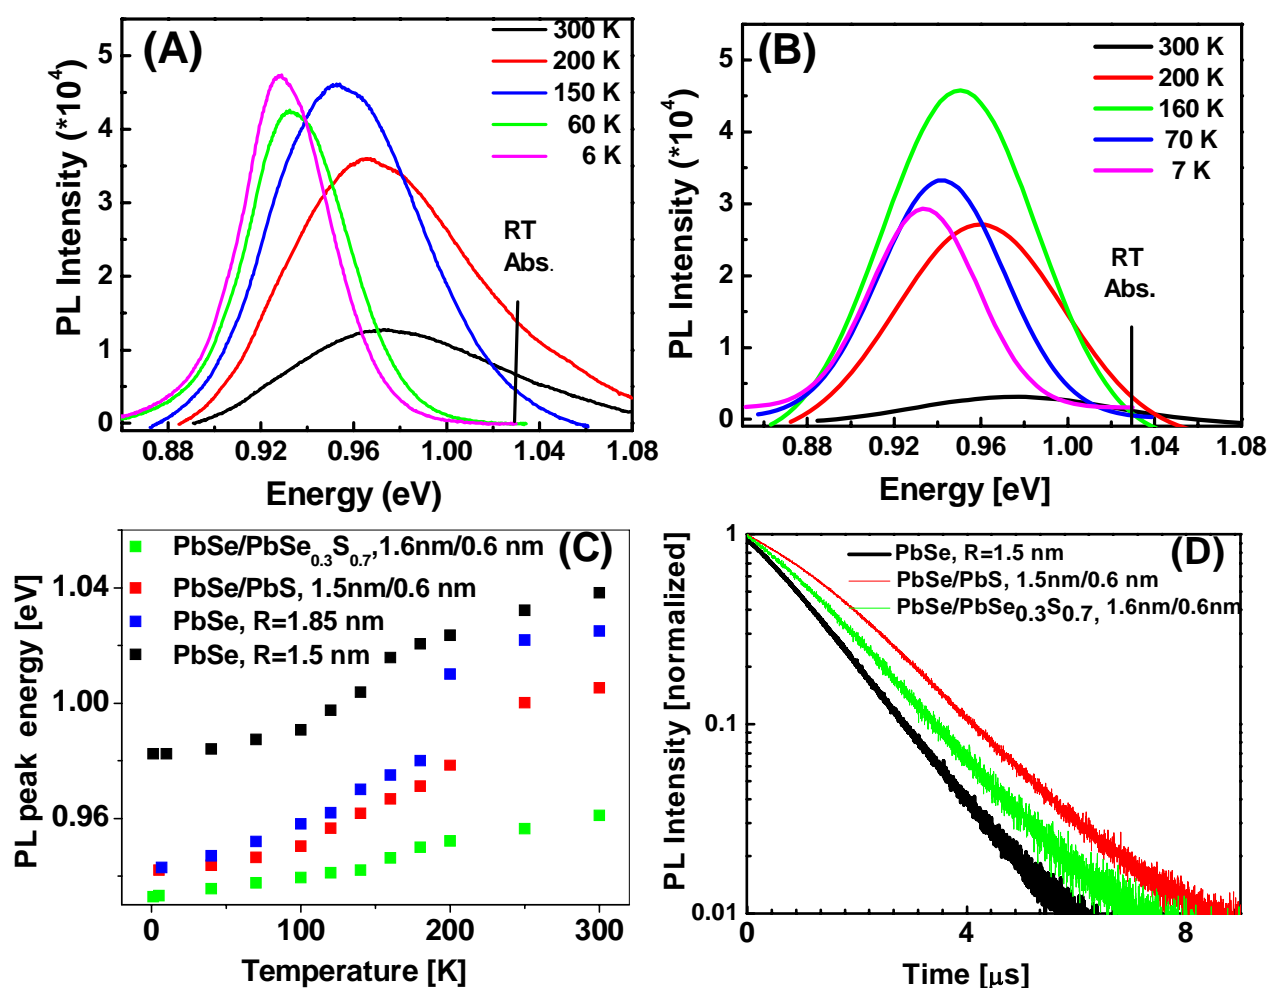 (A)
300 K
200 K
150 K
60 K
6 K
RT
Abs.
PL Intensity (*10⁴)
5
4
3
2
1
0
0.88 0.92 0.96 1.00 1.04 1.08
Energy (eV)
(B)
300 K
200 K
160 K
70 K
7 K
RT
Abs.
PL Intensity (*10⁴)
5
4
3
2
1
0
0.90 0.96 1.02 1.08
Energy [eV]
(C)
PbSe/PbSe₀.₃S₀.₇,1.6nm/0.6 nm
PbSe/PbS, 1.5nm/0.6 nm
PbSe, R=1.85 nm
PbSe, R=1.5 nm
PL peak energy [eV]
1.04
1.00
0.96
0 100 200 300
Temperature [K]
(D)
PbSe, R=1.5 nm
PbSe/PbS, 1.5nm/0.6 nm
PbSe/PbSe₀.₃S₀.₇, 1.6nm/0.6nm
PL Intensity [normalized]
1
0.1
0.01
0 4 8
Time [μs]